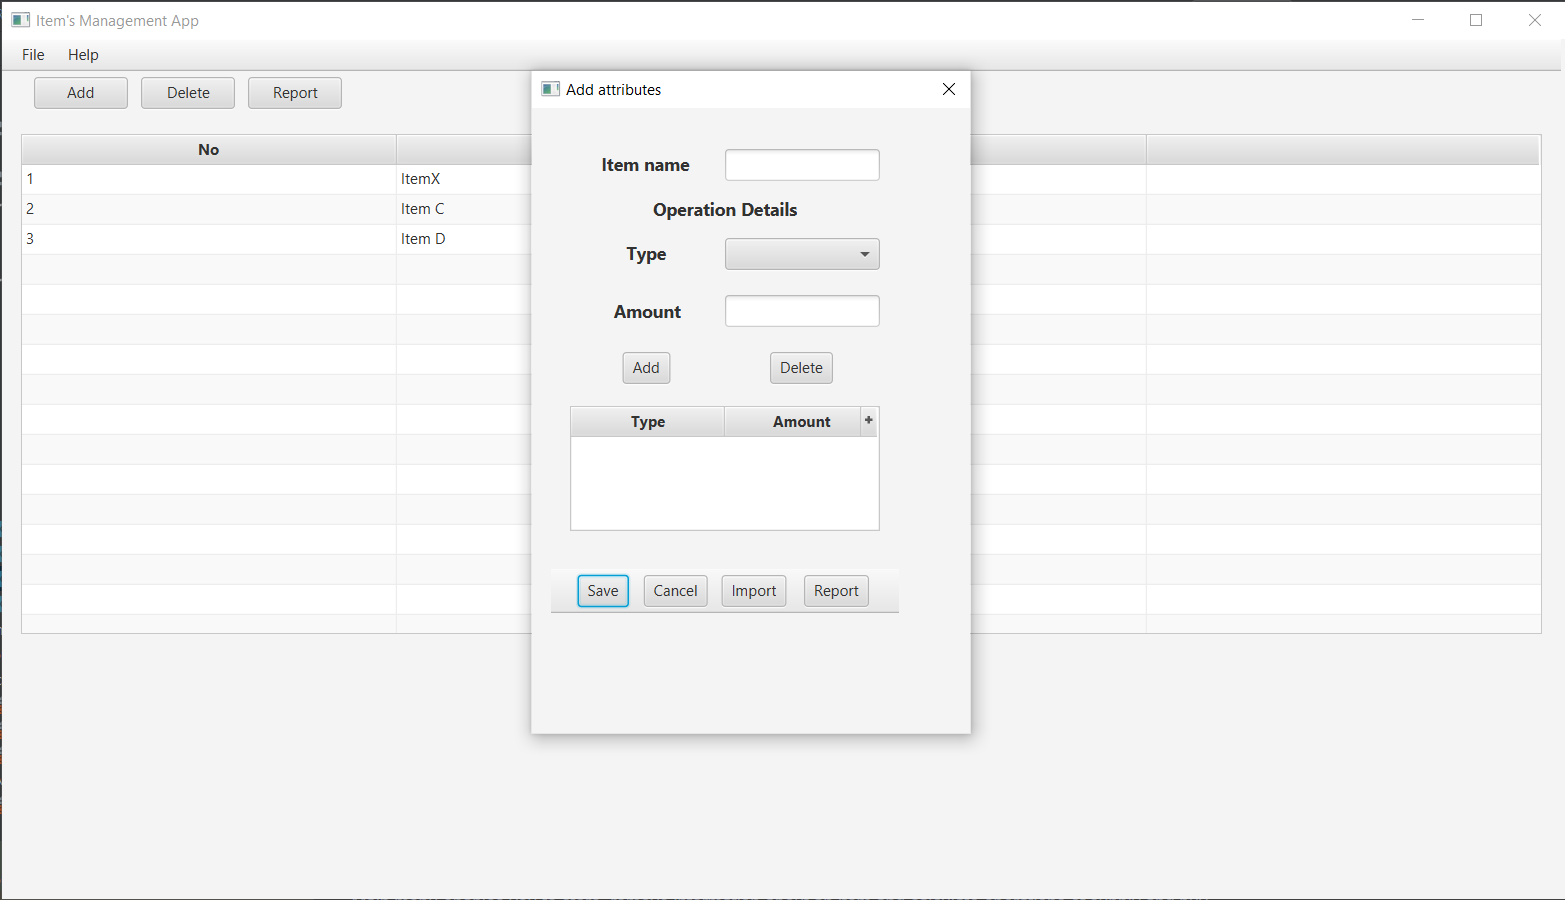 Item's Management App
File Help
Add Delete Report
No
1 ItemX
2 Item C
3 Item D
Add attributes
Item name
Operation Details
Type
Amount
Add Delete
Type Amount +
Save Cancel Import Report